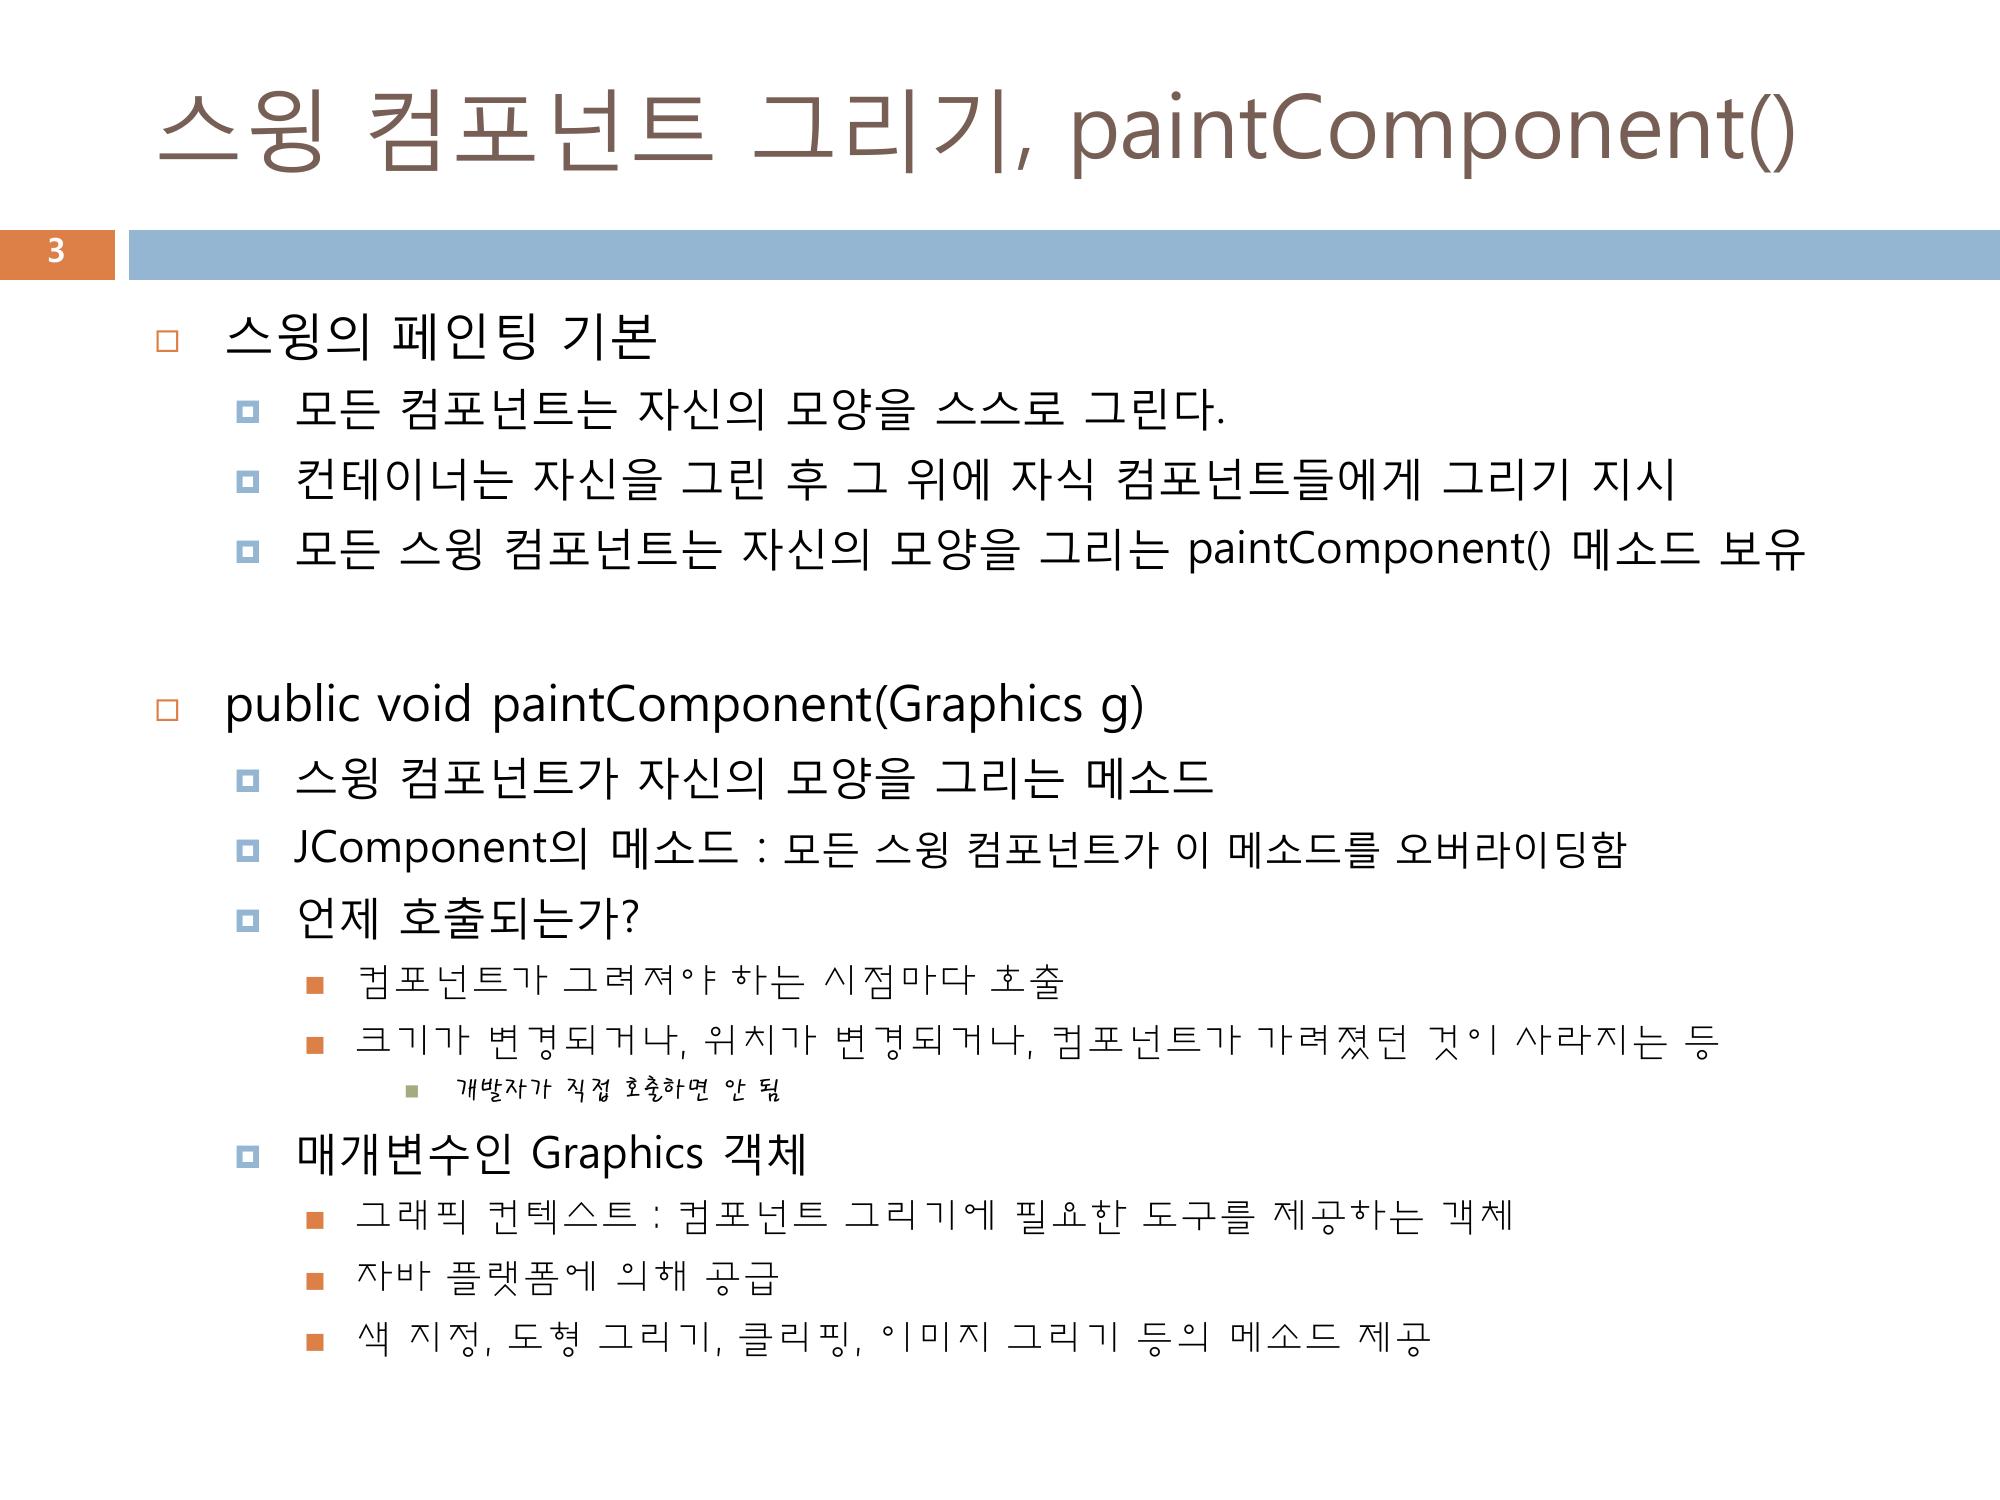 스윙 컴포넌트 그리기, paintComponent()
3
스윙의 페인팅 기본
모든 컴포넌트는 자신의 모양을 스스로 그린다.
컨테이너는 자신을 그린 후 그 위에 자식 컴포넌트들에게 그리기 지시
모든 스윙 컴포넌트는 자신의 모양을 그리는 paintComponent() 메소드 보유
public void paintComponent(Graphics g)
스윙 컴포넌트가 자신의 모양을 그리는 메소드
JComponent의 메소드 : 모든 스윙 컴포넌트가 이 메소드를 오버라이딩함
언제 호출되는가?
컴포넌트가 그려져야 하는 시점마다 호출
크기가 변경되거나, 위치가 변경되거나, 컴포넌트가 가려졌던 것이 사라지는 등
개발자가 직접 호출하면 안 됨
매개변수인 Graphics 객체
그래픽 컨텍스트 : 컴포넌트 그리기에 필요한 도구를 제공하는 객체
자바 플랫폼에 의해 공급
색 지정, 도형 그리기, 클리핑, 이미지 그리기 등의 메소드 제공